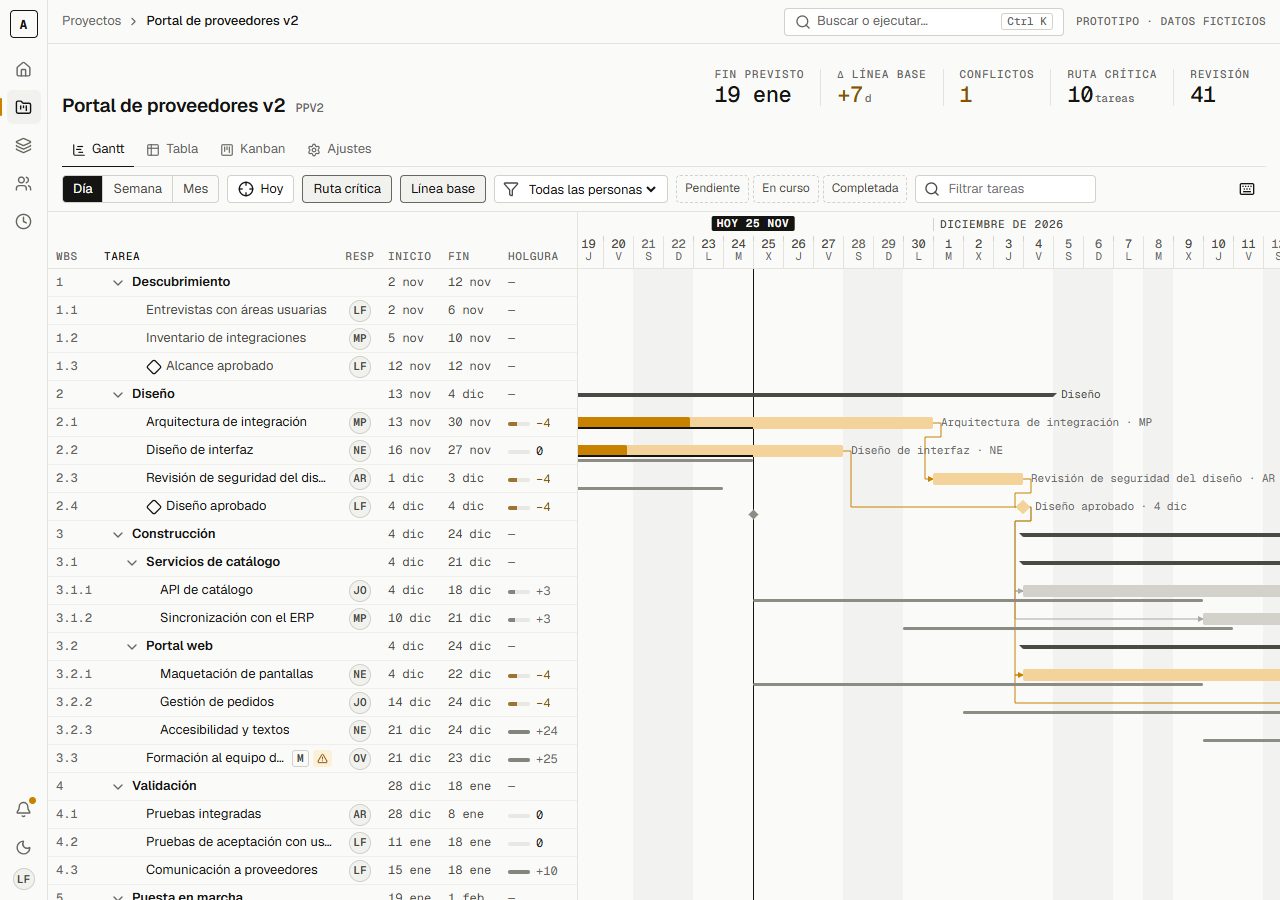 A
Proyectos
Portal de proveedores v2
Buscar o ejecutar…
Ctrl K
PROTOTIPO · DATOS FICTICIOS
Portal de proveedores v2 PPV2
FIN PREVISTO
19 ene
Δ LÍNEA BASE
+7d
CONFLICTOS
1
RUTA CRÍTICA
10tareas
REVISIÓN
41
Gantt
Tabla
Kanban
Ajustes
Día
Semana
Mes
Hoy
Ruta crítica
Línea base
Todas las personas
Pendiente
En curso
Completada
Filtrar tareas
HOY 25 NOV
DICIEMBRE DE 2026
19 20 21 22 23 24 25 26 27 28 29 30 1 2 3 4 5 6 7 8 9 10 11
J V S D L M X J V S D L M X J V S D L M X J V S
WBS TAREA RESP INICIO FIN HOLGURA
1 Descubrimiento 2 nov 12 nov —
1.1 Entrevistas con áreas usuarias LF 2 nov 6 nov —
1.2 Inventario de integraciones MP 5 nov 10 nov —
1.3 Alcance aprobado LF 12 nov 12 nov —
2 Diseño 13 nov 4 dic — Diseño
2.1 Arquitectura de integración MP 13 nov 30 nov −4 Arquitectura de integración · MP
2.2 Diseño de interfaz NE 16 nov 27 nov 0 Diseño de interfaz · NE
2.3 Revisión de seguridad del dis… AR 1 dic 3 dic −4 Revisión de seguridad del diseño · AR
2.4 Diseño aprobado LF 4 dic 4 dic −4 Diseño aprobado · 4 dic
3 Construcción 4 dic 24 dic —
3.1 Servicios de catálogo 4 dic 21 dic —
3.1.1 API de catálogo JO 4 dic 18 dic +3
3.1.2 Sincronización con el ERP MP 10 dic 21 dic +3
3.2 Portal web 4 dic 24 dic —
3.2.1 Maquetación de pantallas NE 4 dic 22 dic −4
3.2.2 Gestión de pedidos JO 14 dic 24 dic −4
3.2.3 Accesibilidad y textos NE 21 dic 24 dic +24
3.3 Formación al equipo d… M OV 21 dic 23 dic +25
4 Validación 28 dic 18 ene —
4.1 Pruebas integradas AR 28 dic 8 ene 0
4.2 Pruebas de aceptación con us… LF 11 ene 18 ene 0
4.3 Comunicación a proveedores LF 15 ene 18 ene +10
5 Puesta en marcha 19 ene 1 feb —
LF